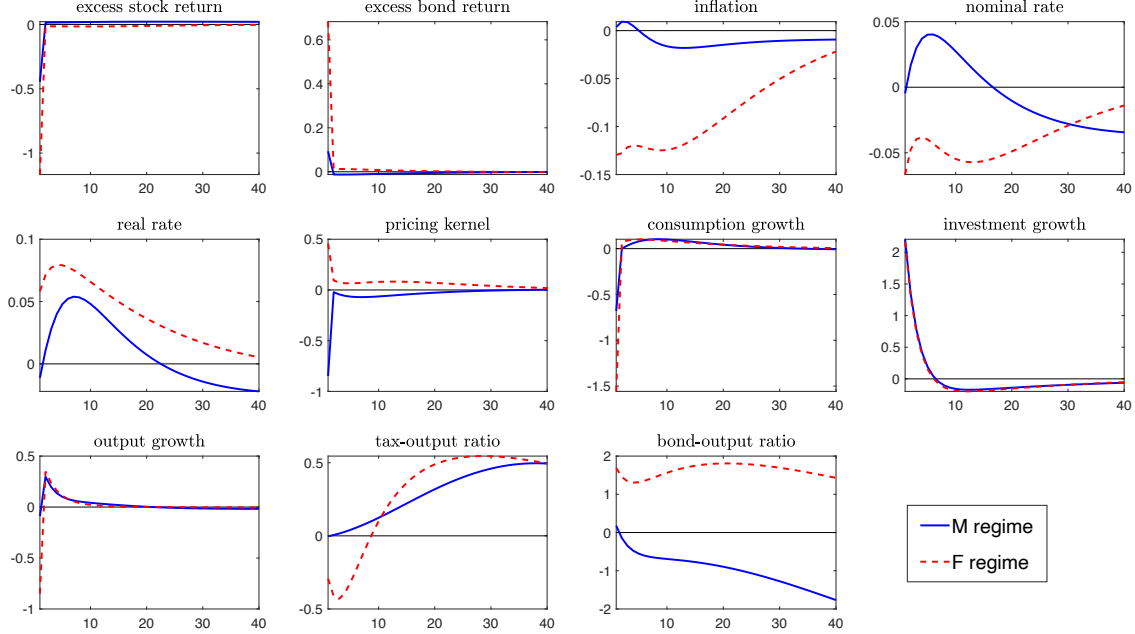 excess stock return
0
-0.5
-1
10 20 30 40
excess bond return
0.6
0.4
0.2
0
10 20 30 40
inflation
0
-0.05
-0.1
-0.15
10 20 30 40
nominal rate
0.05
0
-0.05
10 20 30 40
real rate
0.1
0.05
0
10 20 30 40
pricing kernel
0.5
0
-0.5
-1
10 20 30 40
consumption growth
0
-0.5
-1
-1.5
10 20 30 40
investment growth
2
1.5
1
0.5
0
10 20 30 40
output growth
0.5
0
-0.5
-1
10 20 30 40
tax-output ratio
0.5
0
-0.5
10 20 30 40
bond-output ratio
2
1
0
-1
-2
10 20 30 40
M regime
F regime